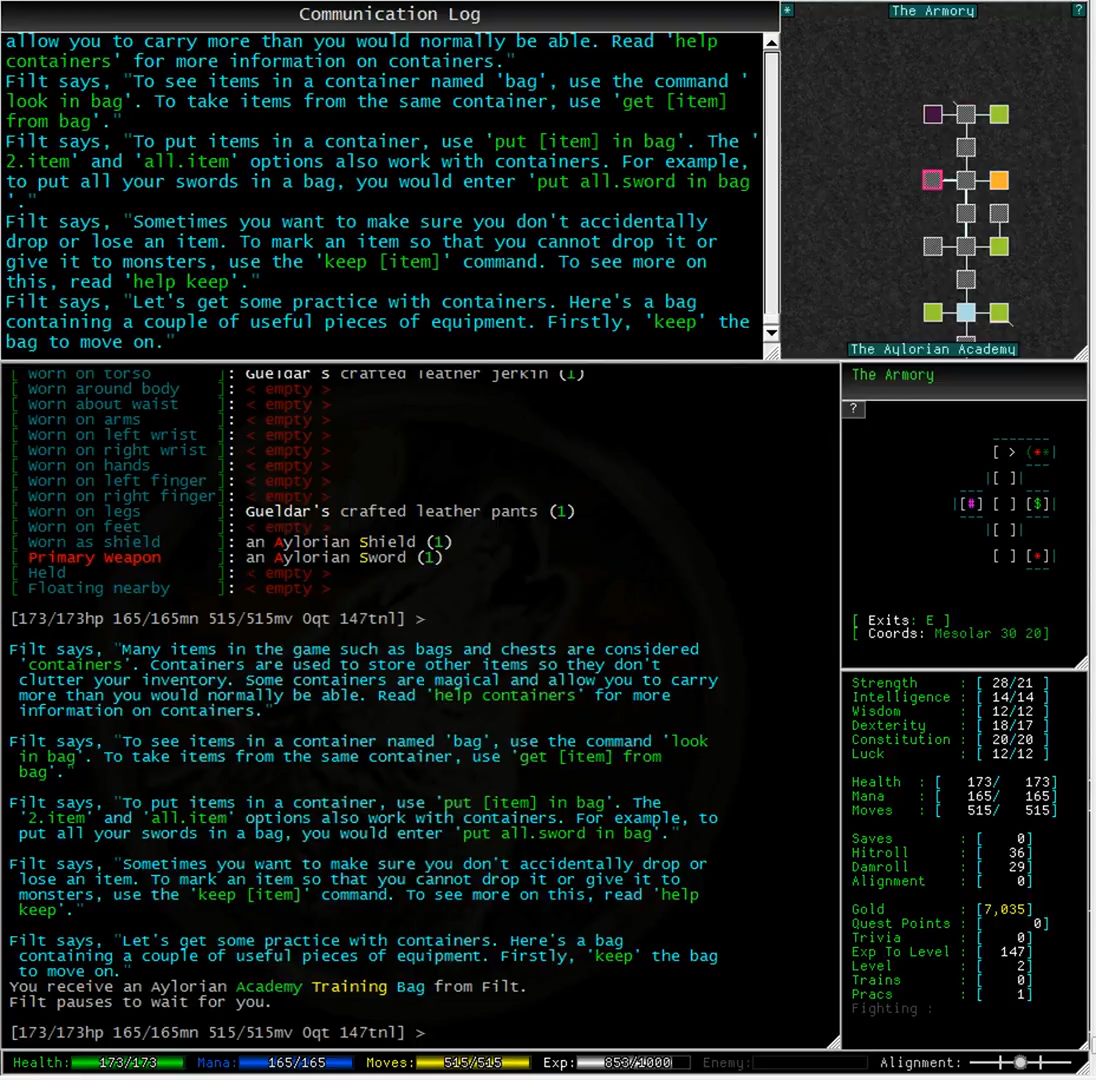 Communication Log
allow you to carry more than you would normally be able. Read 'help
containers' for more information on containers."
Filt says, "To see items in a container named 'bag', use the command '
look in bag'. To take items from the same container, use 'get [item]
from bag'."
Filt says, "To put items in a container, use 'put [item] in bag'. The '
2.item' and 'all.item' options also work with containers. For example,
to put all your swords in a bag, you would enter 'put all.sword in bag
'."
Filt says, "Sometimes you want to make sure you don't accidentally
drop or lose an item. To mark an item so that you cannot drop it or
give it to monsters, use the 'keep [item]' command. To see more on
this, read 'help keep'."
Filt says, "Let's get some practice with containers. Here's a bag
containing a couple of useful pieces of equipment. Firstly, 'keep' the
bag to move on."
* The Armory ?
The Aylorian Academy
[ Worn on torso ]: Gueldar's crafted leather jerkin (1)
[ Worn around body ]: < empty >
[ Worn about waist ]: < empty >
[ Worn on arms ]: < empty >
[ Worn on left wrist ]: < empty >
[ Worn on right wrist ]: < empty >
[ Worn on hands ]: < empty >
[ Worn on left finger ]: < empty >
[ Worn on right finger]: < empty >
[ Worn on legs ]: Gueldar's crafted leather pants (1)
[ Worn on feet ]: < empty >
[ Worn as shield ]: an Aylorian Shield (1)
[ Primary Weapon ]: an Aylorian Sword (1)
[ Held ]: < empty >
[ Floating nearby ]: < empty >
[173/173hp 165/165mn 515/515mv 0qt 147tnl] >
Filt says, "Many items in the game such as bags and chests are considered
'containers'. Containers are used to store other items so they don't
clutter your inventory. Some containers are magical and allow you to carry
more than you would normally be able. Read 'help containers' for more
information on containers."
Filt says, "To see items in a container named 'bag', use the command 'look
in bag'. To take items from the same container, use 'get [item] from
bag'."
Filt says, "To put items in a container, use 'put [item] in bag'. The
'2.item' and 'all.item' options also work with containers. For example, to
put all your swords in a bag, you would enter 'put all.sword in bag'."
Filt says, "Sometimes you want to make sure you don't accidentally drop or
lose an item. To mark an item so that you cannot drop it or give it to
monsters, use the 'keep [item]' command. To see more on this, read 'help
keep'."
Filt says, "Let's get some practice with containers. Here's a bag
containing a couple of useful pieces of equipment. Firstly, 'keep' the bag
to move on."
You receive an Aylorian Academy Training Bag from Filt.
Filt pauses to wait for you.
[173/173hp 165/165mn 515/515mv 0qt 147tnl] >
The Armory
?
[ > (**|
|[ ]|
|[#] [ ] [$]|
|[ ]|
[ ] [*]|
[ Exits: E ]
[ Coords: Mesolar 30 20]
Strength : [ 28/21 ]
Intelligence : [ 14/14 ]
Wisdom : [ 12/12 ]
Dexterity : [ 18/17 ]
Constitution : [ 20/20 ]
Luck : [ 12/12 ]
Health : [ 173/ 173]
Mana : [ 165/ 165]
Moves : [ 515/ 515]
Saves : [ 0]
Hitroll : [ 36]
Damroll : [ 29]
Alignment : [ 0]
Gold : [7,035]
Quest Points : [ 0]
Trivia : [ 0]
Exp To Level : [ 147]
Level : [ 2]
Trains : [ 0]
Pracs : [ 1]
Fighting :
Health: 173/173 Mana: 165/165 Moves: 515/515 Exp: 853/1000 Enemy: Alignment: